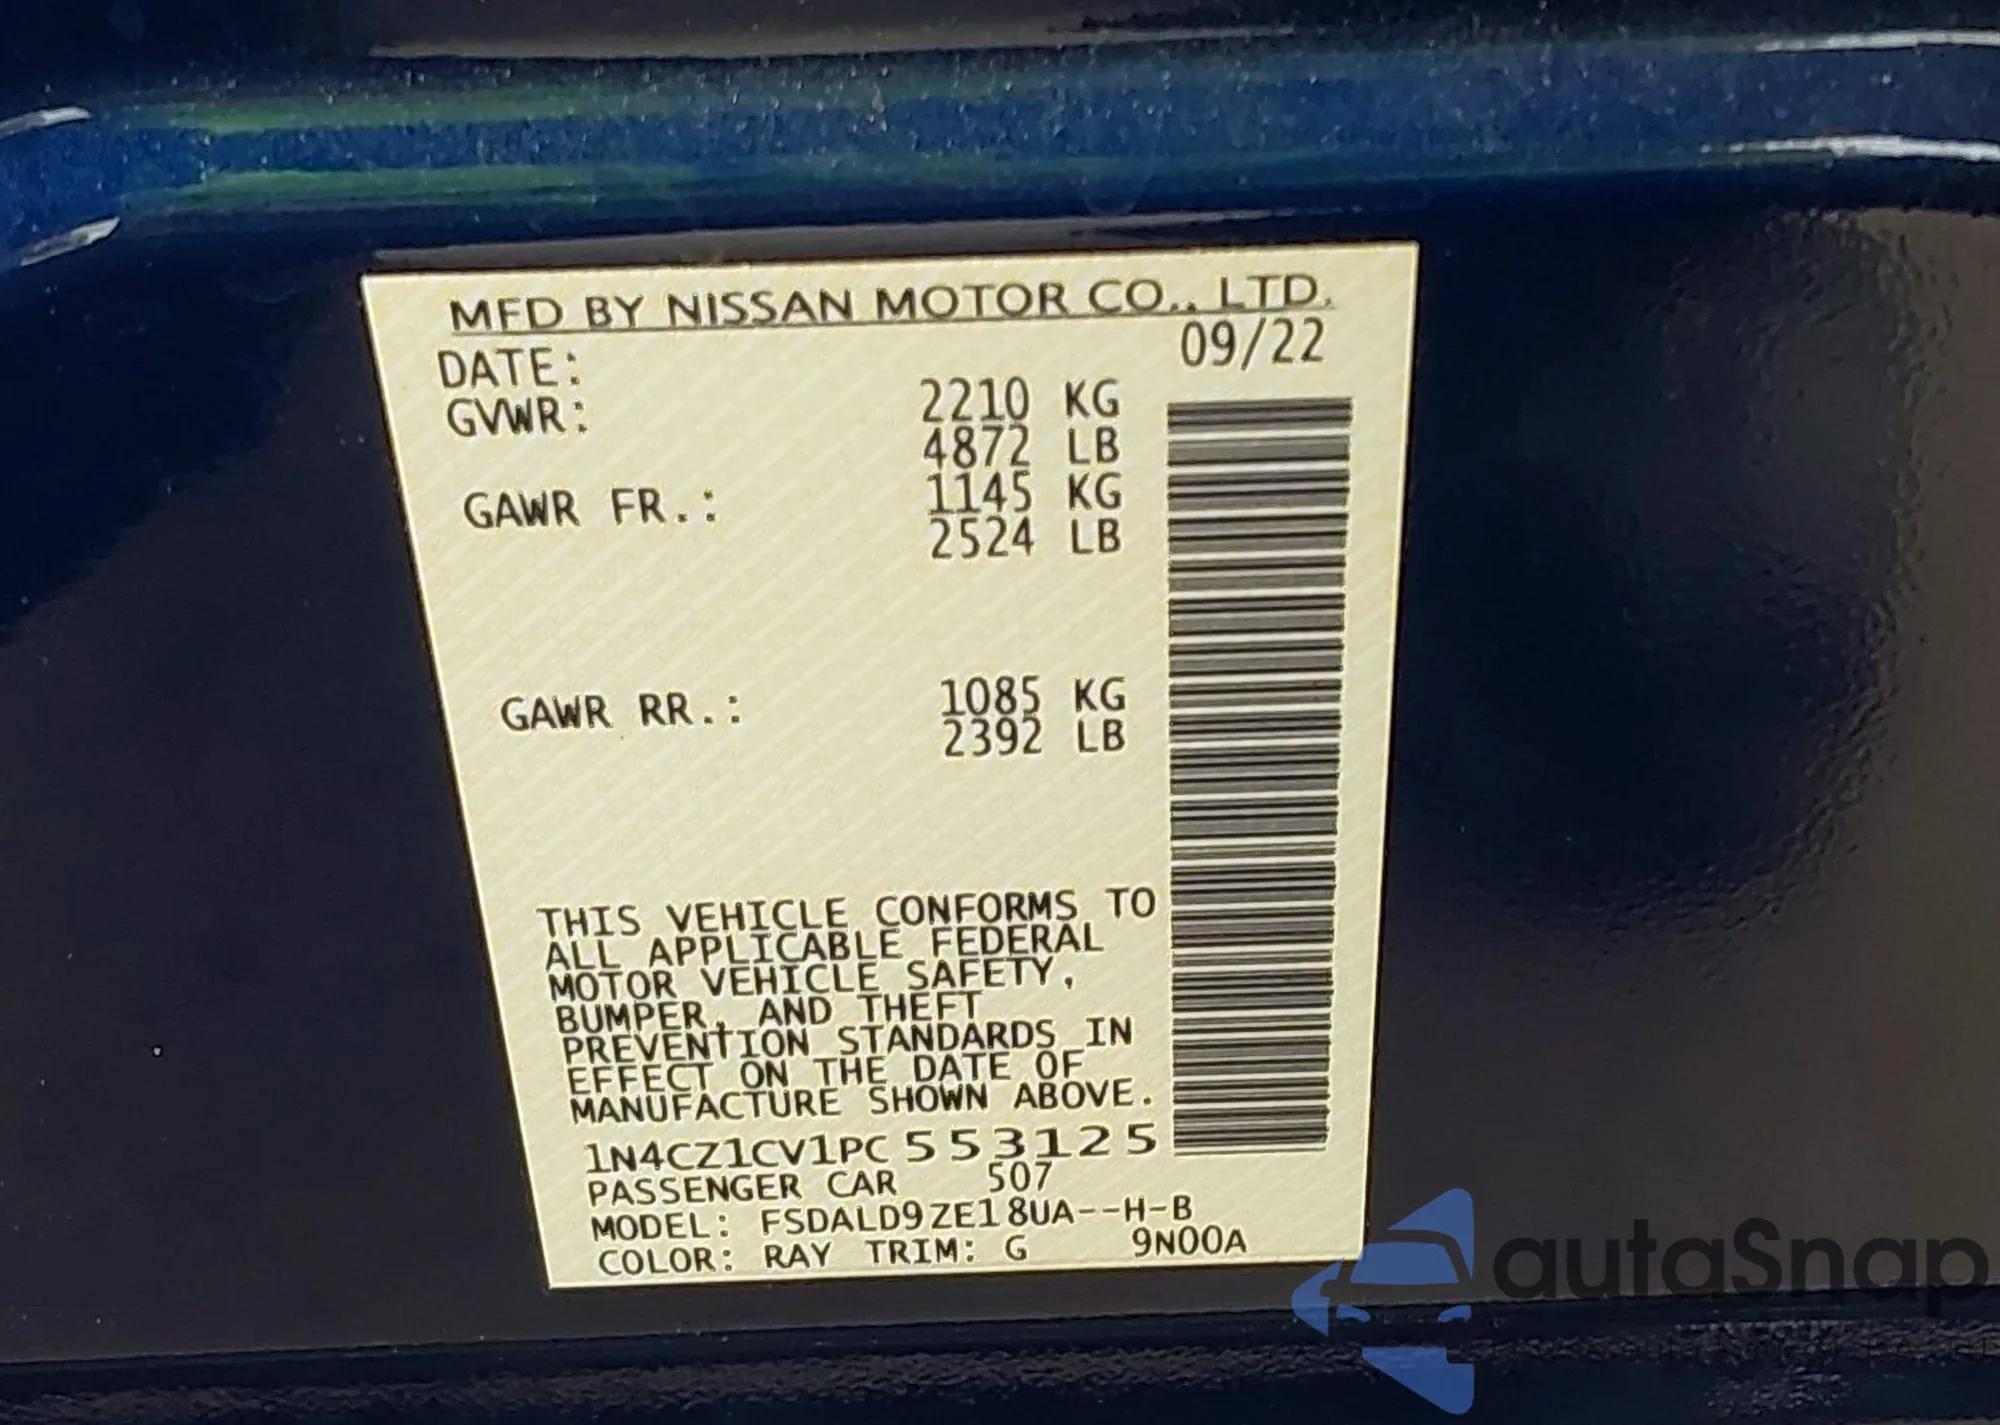 MFD BY NISSAN MOTOR CO., LTD.
DATE: 09/22
GVWR: 2210 KG
4872 LB
GAWR FR.: 1145 KG
2524 LB
GAWR RR.: 1085 KG
2392 LB
THIS VEHICLE CONFORMS TO
ALL APPLICABLE FEDERAL
MOTOR VEHICLE SAFETY,
BUMPER, AND THEFT
PREVENTION STANDARDS IN
EFFECT ON THE DATE OF
MANUFACTURE SHOWN ABOVE.
1N4CZ1CV1PC553125
PASSENGER CAR 507
MODEL: FSDALD9ZE18UA--H-B
COLOR: RAY TRIM: G 9N00A
autaSnap